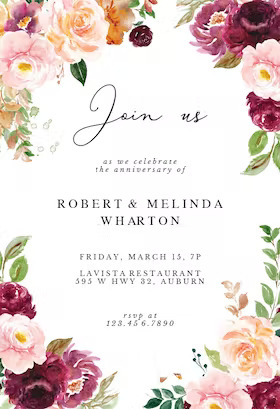 Join us
as we celebrate
the anniversary of
ROBERT & MELINDA
WHARTON
FRIDAY, MARCH 15, 7P
LAVISTA RESTAURANT
595 W HWY 32, AUBURN
rsvp at
123.456.7890